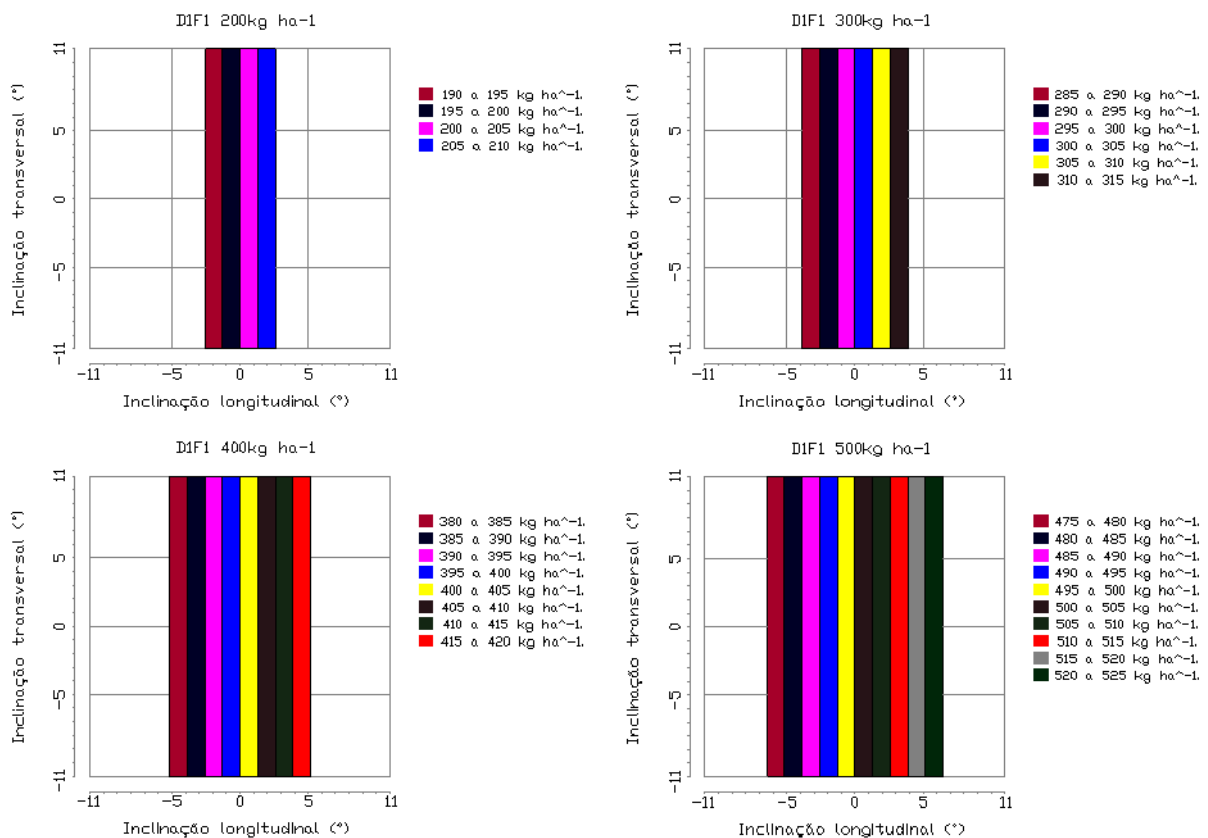 D1F1 200kg ha-1
Inclinação transversal (°)
11
5
0
-5
-11
-11 -5 0 5 11
Inclinação longitudinal (°)
190 a 195 kg ha^-1.
195 a 200 kg ha^-1.
200 a 205 kg ha^-1.
205 a 210 kg ha^-1.
D1F1 300kg ha-1
Inclinação transversal (°)
11
5
0
-5
-11
-11 -5 0 5 11
Inclinação longitudinal (°)
285 a 290 kg ha^-1.
290 a 295 kg ha^-1.
295 a 300 kg ha^-1.
300 a 305 kg ha^-1.
305 a 310 kg ha^-1.
310 a 315 kg ha^-1.
D1F1 400kg ha-1
Inclinação transversal (°)
11
5
0
-5
-11
-11 -5 0 5 11
Inclinação longitudinal (°)
380 a 385 kg ha^-1.
385 a 390 kg ha^-1.
390 a 395 kg ha^-1.
395 a 400 kg ha^-1.
400 a 405 kg ha^-1.
405 a 410 kg ha^-1.
410 a 415 kg ha^-1.
415 a 420 kg ha^-1.
D1F1 500kg ha-1
Inclinação transversal (°)
11
5
0
-5
-11
-11 -5 0 5 11
Inclinação longitudinal (°)
475 a 480 kg ha^-1.
480 a 485 kg ha^-1.
485 a 490 kg ha^-1.
490 a 495 kg ha^-1.
495 a 500 kg ha^-1.
500 a 505 kg ha^-1.
505 a 510 kg ha^-1.
510 a 515 kg ha^-1.
515 a 520 kg ha^-1.
520 a 525 kg ha^-1.